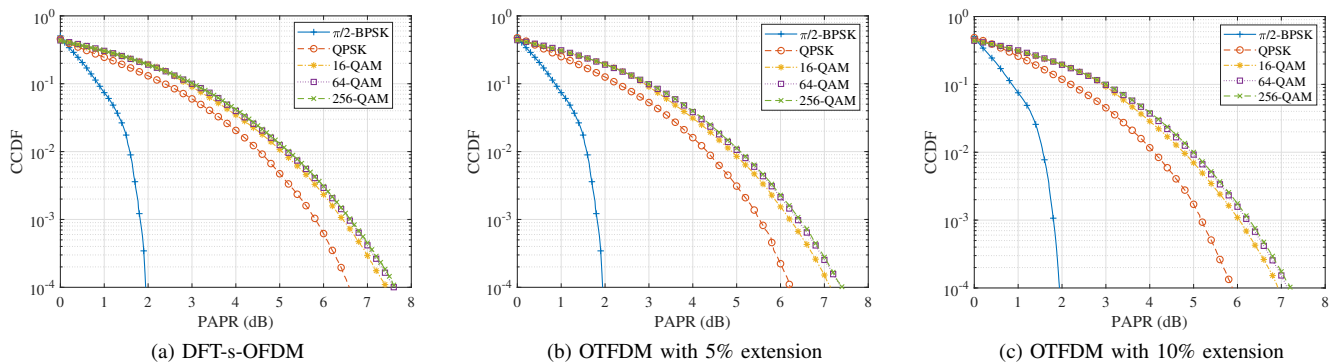 10^0
10^-1
10^-2
10^-3
10^-4
CCDF
0 1 2 3 4 5 6 7 8
PAPR (dB)
π/2-BPSK
QPSK
16-QAM
64-QAM
256-QAM
(a) DFT-s-OFDM
10^0
10^-1
10^-2
10^-3
10^-4
CCDF
0 1 2 3 4 5 6 7 8
PAPR (dB)
π/2-BPSK
QPSK
16-QAM
64-QAM
256-QAM
(b) OTFDM with 5% extension
10^0
10^-1
10^-2
10^-3
10^-4
CCDF
0 1 2 3 4 5 6 7 8
PAPR (dB)
π/2-BPSK
QPSK
16-QAM
64-QAM
256-QAM
(c) OTFDM with 10% extension